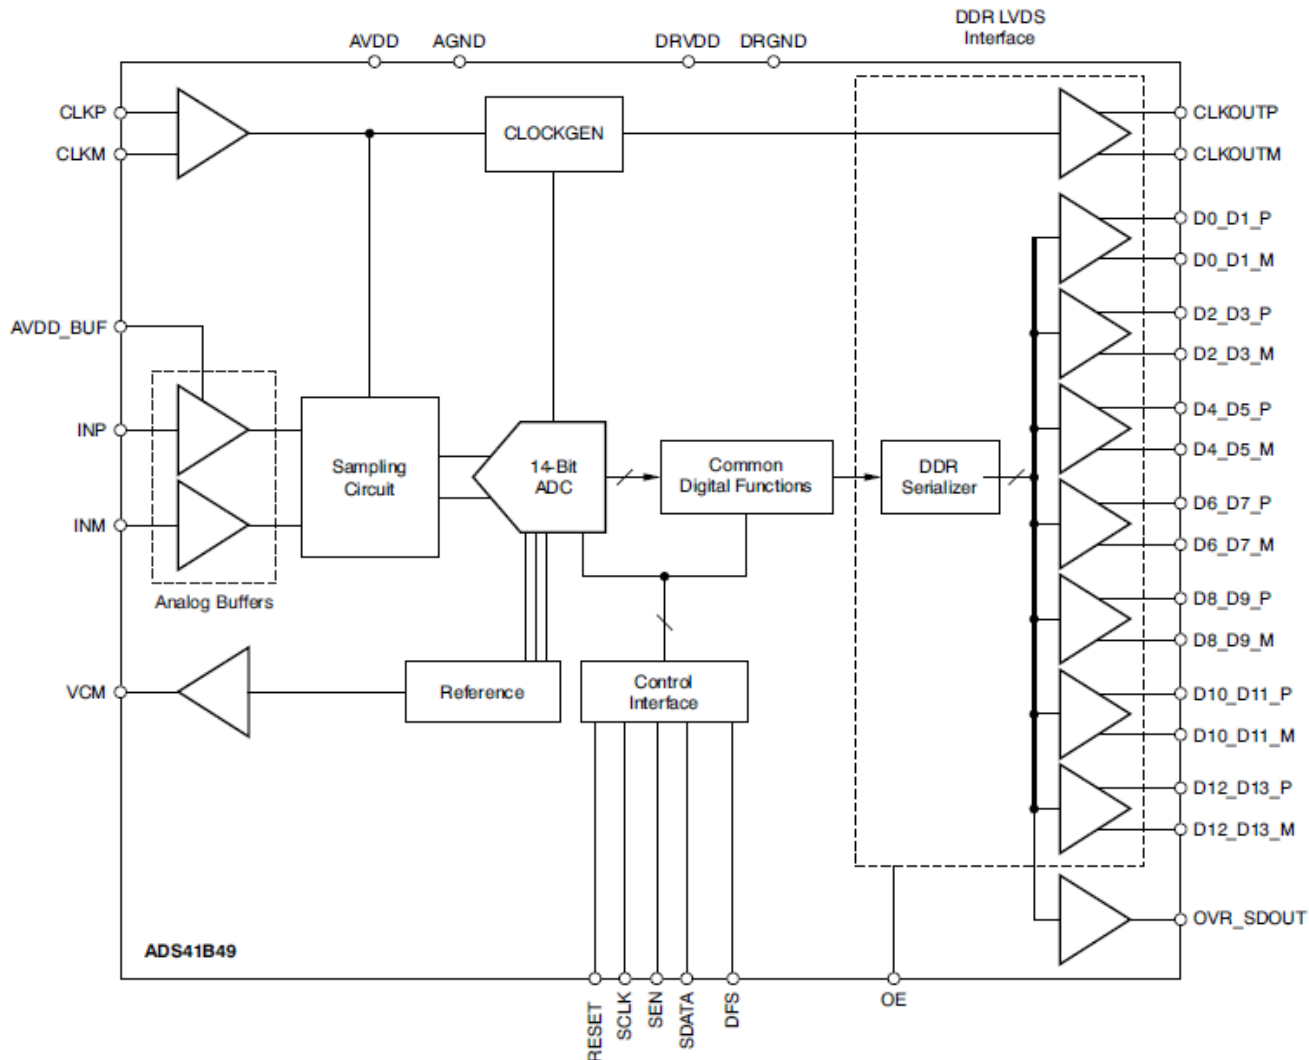 DDR LVDS
Interface
AVDD
AGND
DRVDD
DRGND
CLKP
CLKM
CLOCKGEN
CLKOUTP
CLKOUTM
D0_D1_P
D0_D1_M
AVDD_BUF
D2_D3_P
D2_D3_M
INP
INM
Sampling
Circuit
14-Bit
ADC
Common
Digital Functions
DDR
Serializer
D4_D5_P
D4_D5_M
D6_D7_P
D6_D7_M
Analog Buffers
D8_D9_P
D8_D9_M
VCM
Reference
Control
Interface
D10_D11_P
D10_D11_M
D12_D13_P
D12_D13_M
OVR_SDOUT
ADS41B49
RESET
SCLK
SEN
SDATA
DFS
OE